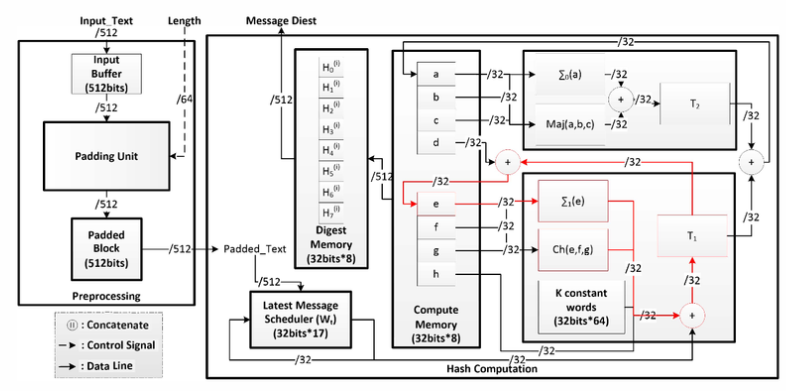 Input_Text
Length
Message Diest
/512
/32
Input
Buffer
(512bits)
/512
/64
Padding Unit
/512
Padded
Block
(512bits)
Preprocessing
/512
Padded_Text
/512
/512
H0(i)
H1(i)
H2(i)
H3(i)
H4(i)
H5(i)
H6(i)
H7(i)
Digest
Memory
(32bits*8)
/512
a
b
c
d
e
f
g
h
Compute
Memory
(32bits*8)
/32
/32
/32
/32
/32
/32
/32
/32
∑0(a)
Maj(a,b,c)
/32
/32
+
/32
T2
/32
+
/32
+
/32
∑1(e)
Ch(e,f,g)
K constant
words
(32bits*64)
/32
/32
/32
+
T1
/32
Latest Message
Scheduler (Wt)
(32bits*17)
/32
/32
/32
Hash Computation
(||) : Concatenate
: Control Signal
: Data Line